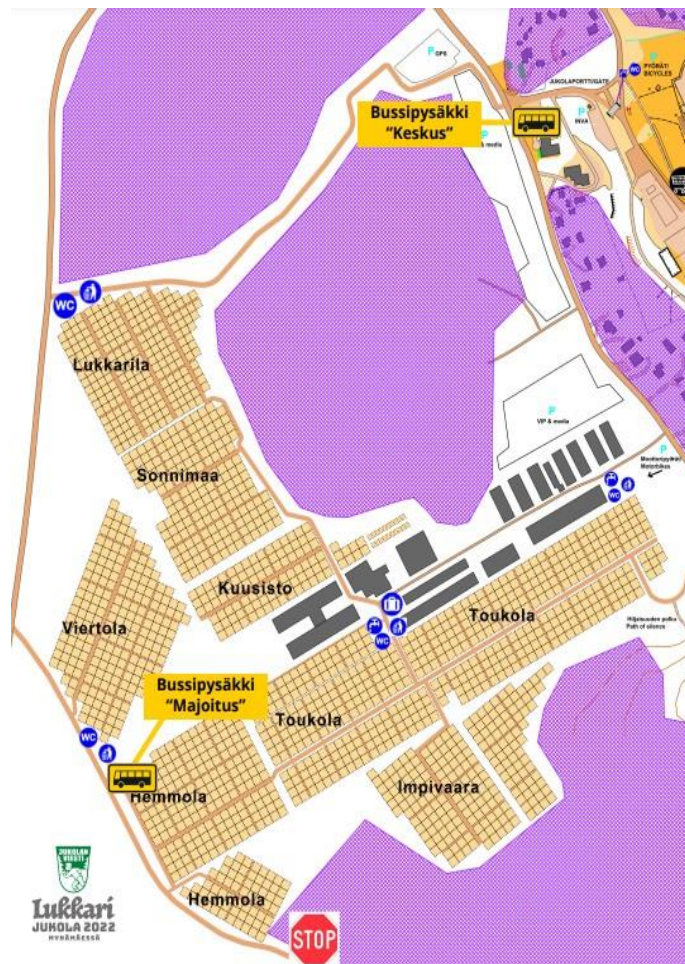 P GPS
P
PYÖRÄT/
BICYCLES
WC
JUKOLAPORTTI/GATE
Bussipysäkki
"Keskus"
P
INVA
P
& media
WC
Lukkarila
Sonnimaa
P
VIP & media
P
Moottoripyörät
Motorbikes
WC
Kuusisto
Viertola
Toukola
WC
Hiljaisuuden polku
Path of silence
Bussipysäkki
"Majoitus"
Toukola
WC
Hemmola
Impivaara
Hemmola
JUKOLAN
VIESTI
Lukkari
JUKOLA 2022
MYNÄMÄESSÄ
STOP